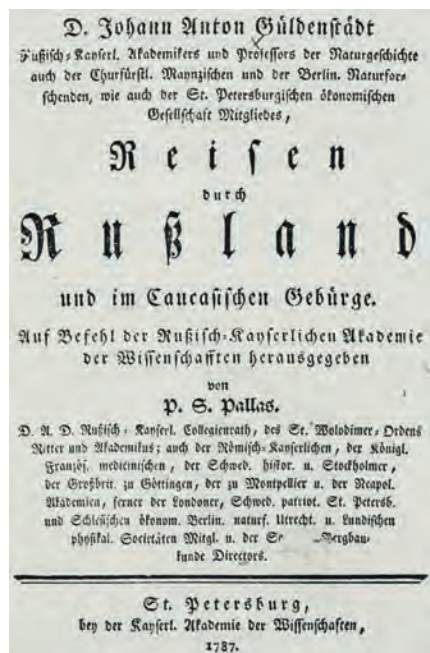 D. Johann Anton Güldenstädt
Rußisch-Kayserl. Akademikers und Professors der Naturgeschichte
auch der Churfürstl. Maynzischen und der Berlin. Naturfor-
schenden, wie auch der St. Petersburgischen ökonomischen
Gesellschaft Mitgliedes,
Reisen
durch
Rußland
und im Caucasischen Gebürge.
Auf Befehl der Rußisch-Kayserlichen Akademie
der Wissenschafften herausgegeben
von
P. S. Pallas.
D. A. D. Rußisch-Kayserl. Collegienrath, des St. Wolodimer-Ordens
Ritter und Akademikus; auch der Römisch-Kayserlichen, der Königl.
Französ. medicinischen, der Schwed. histor. u. Stockholmer,
der Großbrit. zu Göttingen, der zu Montpellier u. der Neapol.
Akademien, ferner der Londoner, Schwed. patriot. St. Petersb.
und Schlesischen ökonom. Berlin. naturf. Utrecht. u. Lundischen
physikal. Societäten Mitgl. u. der Bergbau-
kunde Directors.
St. Petersburg,
bey der Kayserl. Akademie der Wissenschaften,
1787.